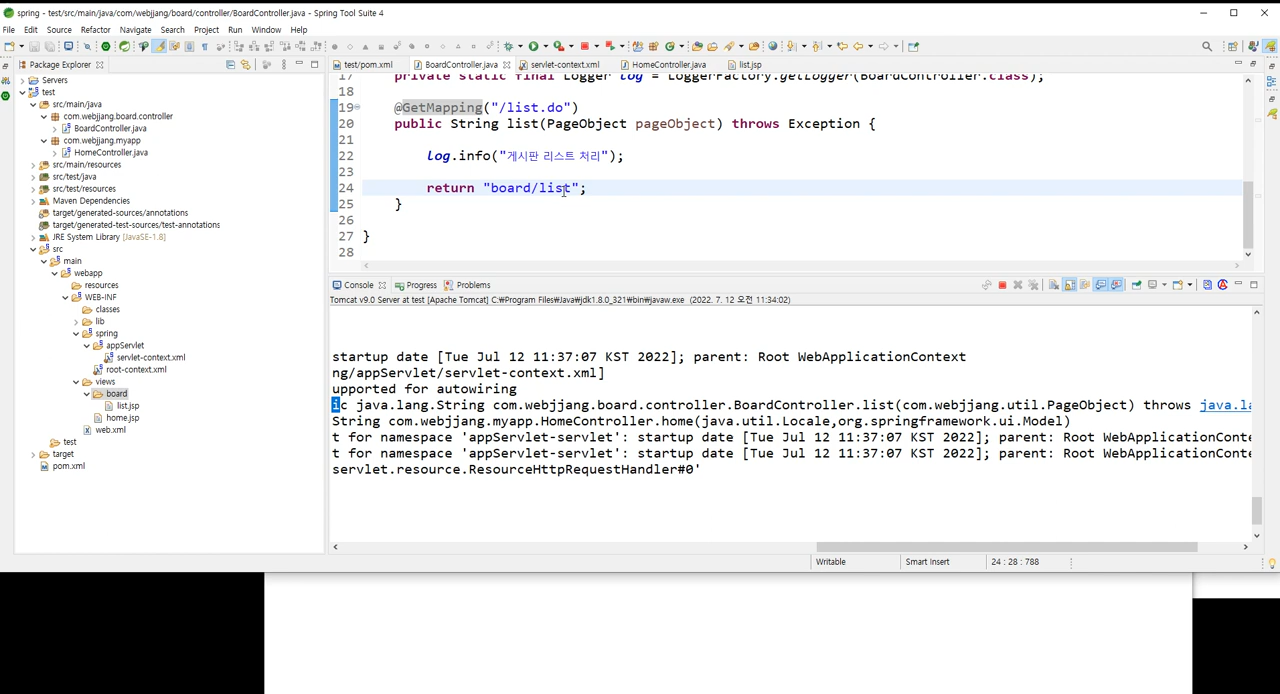 spring - test/src/main/java/com/webjjang/board/controller/BoardController.java - Spring Tool Suite 4
File Edit Source Refactor Navigate Search Project Run Window Help
Package Explorer
Servers
test
src/main/java
com.webjjang.board.controller
BoardController.java
com.webjjang.myapp
HomeController.java
src/main/resources
src/test/java
src/test/resources
Maven Dependencies
target/generated-sources/annotations
target/generated-test-sources/test-annotations
JRE System Library [JavaSE-1.8]
src
main
webapp
resources
WEB-INF
classes
lib
spring
appServlet
servlet-context.xml
root-context.xml
views
board
list.jsp
home.jsp
web.xml
test
target
pom.xml
test/pom.xml BoardController.java servlet-context.xml HomeController.java list.jsp
17 private static final Logger log = LoggerFactory.getLogger(BoardController.class);
18
19 @GetMapping("/list.do")
20 public String list(PageObject pageObject) throws Exception {
21
22 log.info("게시판 리스트 처리");
23
24 return "board/list";
25 }
26
27 }
28
Console Progress Problems
Tomcat v9.0 Server at test [Apache Tomcat] C:₩Program Files₩Java₩jdk1.8.0_321₩bin₩javaw.exe (2022. 7. 12 오전 11:34:02)
startup date [Tue Jul 12 11:37:07 KST 2022]; parent: Root WebApplicationContext
ng/appServlet/servlet-context.xml]
upported for autowiring
ic java.lang.String com.webjjang.board.controller.BoardController.list(com.webjjang.util.PageObject) throws java.la
String com.webjjang.myapp.HomeController.home(java.util.Locale,org.springframework.ui.Model)
t for namespace 'appServlet-servlet': startup date [Tue Jul 12 11:37:07 KST 2022]; parent: Root WebApplicationConte
t for namespace 'appServlet-servlet': startup date [Tue Jul 12 11:37:07 KST 2022]; parent: Root WebApplicationConte
servlet.resource.ResourceHttpRequestHandler#0'
Writable Smart Insert 24 : 28 : 788